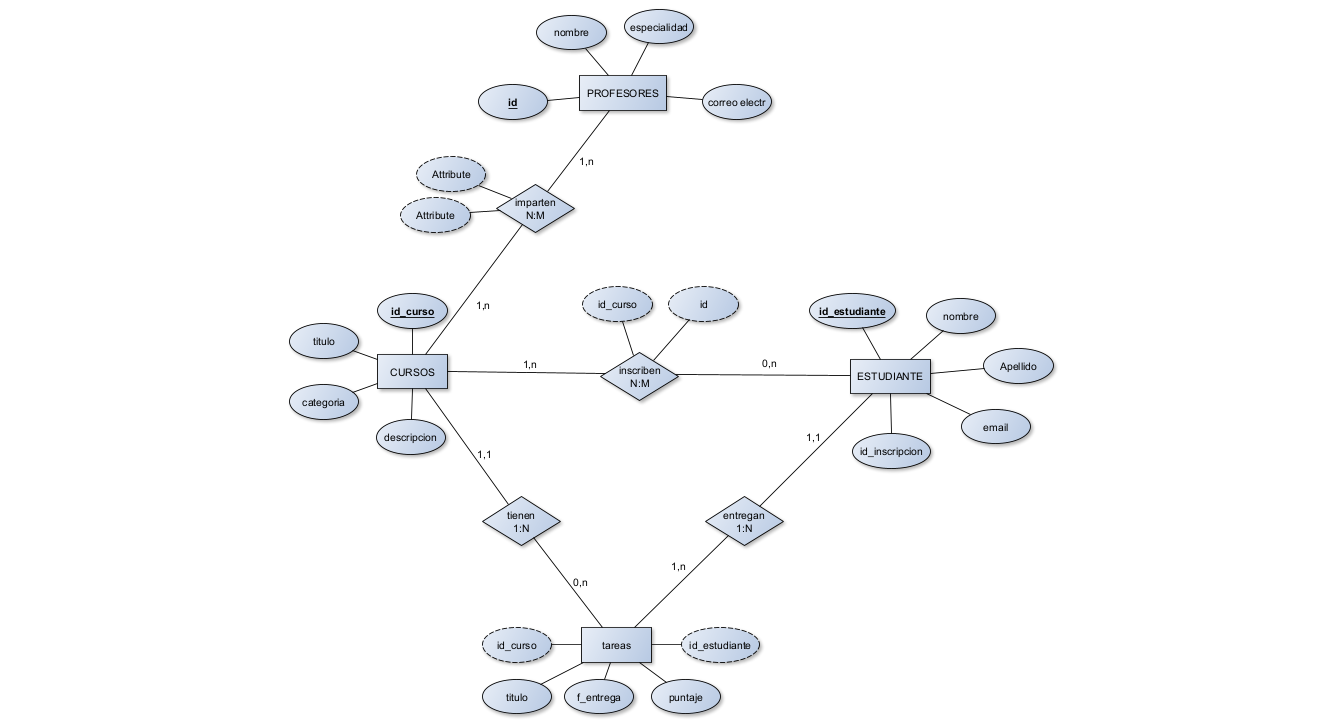 nombre
especialidad
PROFESORES
id
correo electr
1,n
Attribute
imparten
N:M
Attribute
1,n
id_curso
titulo
CURSOS
categoria
descripcion
id_curso
id
1,n
inscriben
N:M
0,n
id_estudiante
nombre
ESTUDIANTE
Apellido
email
id_inscripcion
1,1
1,1
tienen
1:N
entregan
1:N
0,n
1,n
id_curso
tareas
id_estudiante
titulo
f_entrega
puntaje